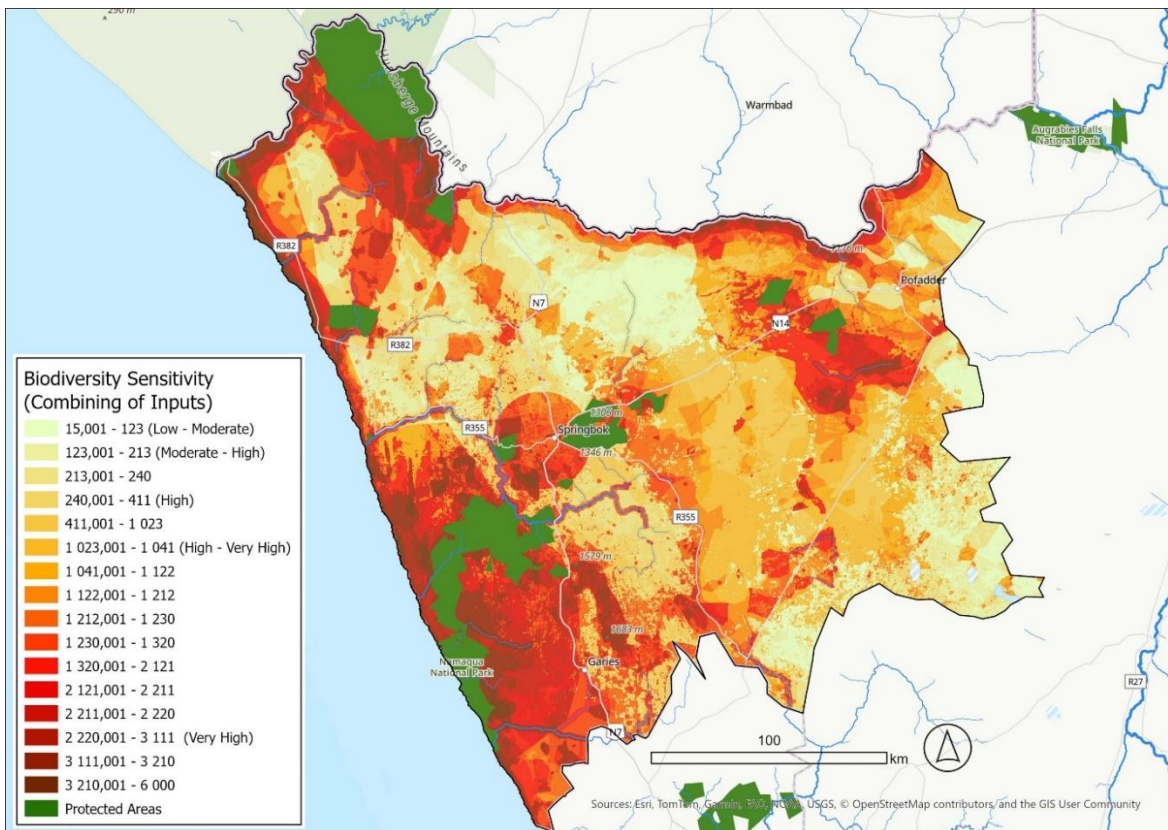 290 m
Huns-Berge Mountains
Warmbad
Augrabies Falls
National Park
R382
N7
Pofadder
N14
R382
1306 m
Springbok
R355
1346 m
R355
1579 m
1683 m
Namaqua
National Park
Garies
N7
R27
Biodiversity Sensitivity
(Combining of Inputs)
15,001 - 123 (Low - Moderate)
123,001 - 213 (Moderate - High)
213,001 - 240
240,001 - 411 (High)
411,001 - 1 023
1 023,001 - 1 041 (High - Very High)
1 041,001 - 1 122
1 122,001 - 1 212
1 212,001 - 1 230
1 230,001 - 1 320
1 320,001 - 2 121
2 121,001 - 2 211
2 211,001 - 2 220
2 220,001 - 3 111 (Very High)
3 111,001 - 3 210
3 210,001 - 6 000
Protected Areas
100
km
Sources: Esri, TomTom, Garmin, FAO, NOAA, USGS, © OpenStreetMap contributors, and the GIS User Community